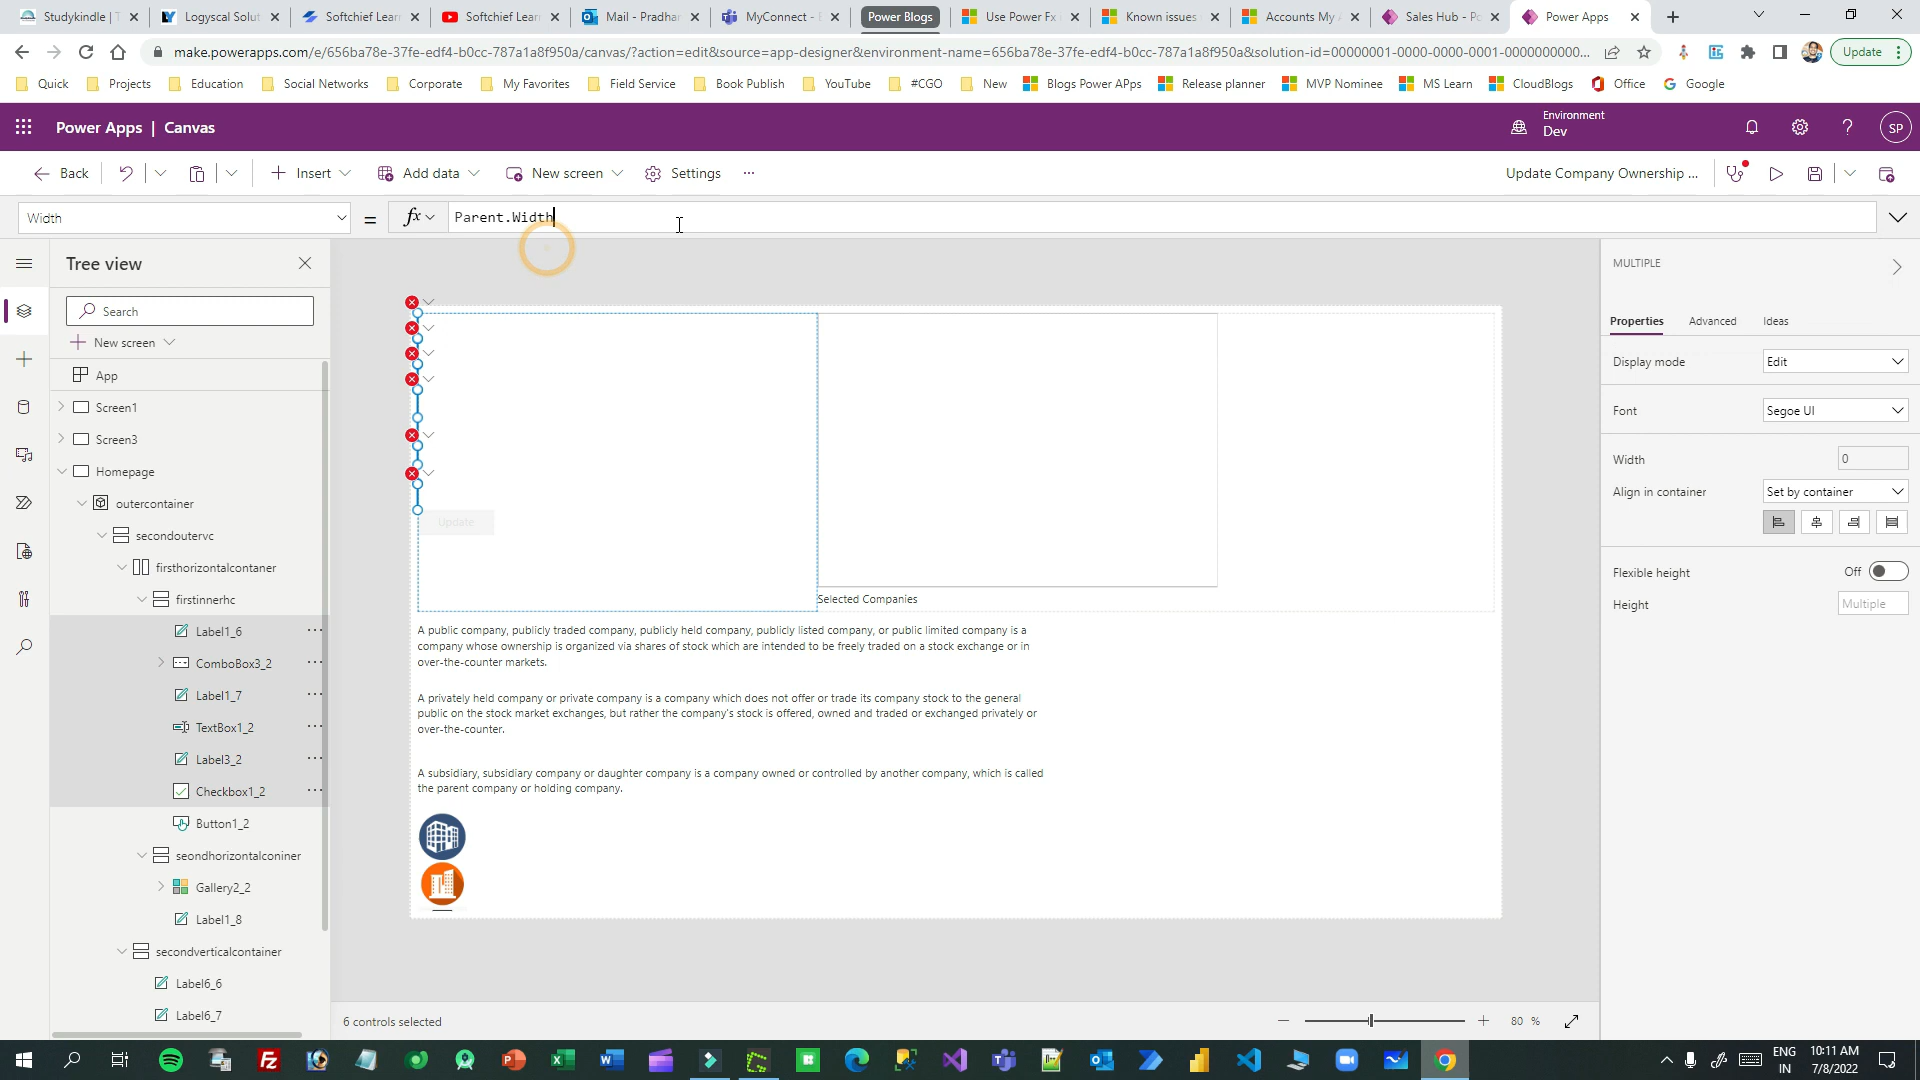 Studykindle | T
Logyscal Solut
Softchief Lear
Softchief Lear
Mail - Pradhar
MyConnect - E
Power Blogs
Use Power Fx
Known issues
Accounts My
Sales Hub - Po
Power Apps
make.powerapps.com/e/656ba78e-37fe-edf4-b0cc-787a1a8f950a/canvas/?action=edit&source=app-designer&environment-name=656ba78e-37fe-edf4-b0cc-787a1a8f950a&solution-id=00000001-0000-0000-0001-0000000000...
Update
Quick
Projects
Education
Social Networks
Corporate
My Favorites
Field Service
Book Publish
YouTube
#CGO
New
Blogs Power APps
Release planner
MVP Nominee
MS Learn
CloudBlogs
Office
Google
Power Apps | Canvas
Environment
Dev
SP
Back
Insert
Add data
New screen
Settings
Update Company Ownership ...
Width
=
fx
Parent.Width
Tree view
Search
New screen
App
Screen1
Screen3
Homepage
outercontainer
secondoutervc
firsthorizontalcontaner
firstinnerhc
Label1_6
ComboBox3_2
Label1_7
TextBox1_2
Label3_2
Checkbox1_2
Button1_2
seondhorizontalconiner
Gallery2_2
Label1_8
secondverticalcontainer
Label6_6
Label6_7
Update
Selected Companies
A public company, publicly traded company, publicly held company, publicly listed company, or public limited company is a
company whose ownership is organized via shares of stock which are intended to be freely traded on a stock exchange or in
over-the-counter markets.
A privately held company or private company is a company which does not offer or trade its company stock to the general
public on the stock market exchanges, but rather the company's stock is offered, owned and traded or exchanged privately or
over-the-counter.
A subsidiary, subsidiary company or daughter company is a company owned or controlled by another company, which is called
the parent company or holding company.
6 controls selected
80 %
MULTIPLE
Properties
Advanced
Ideas
Display mode
Edit
Font
Segoe UI
Width
0
Align in container
Set by container
Flexible height
Off
Height
Multiple
ENG
IN
10:11 AM
7/8/2022